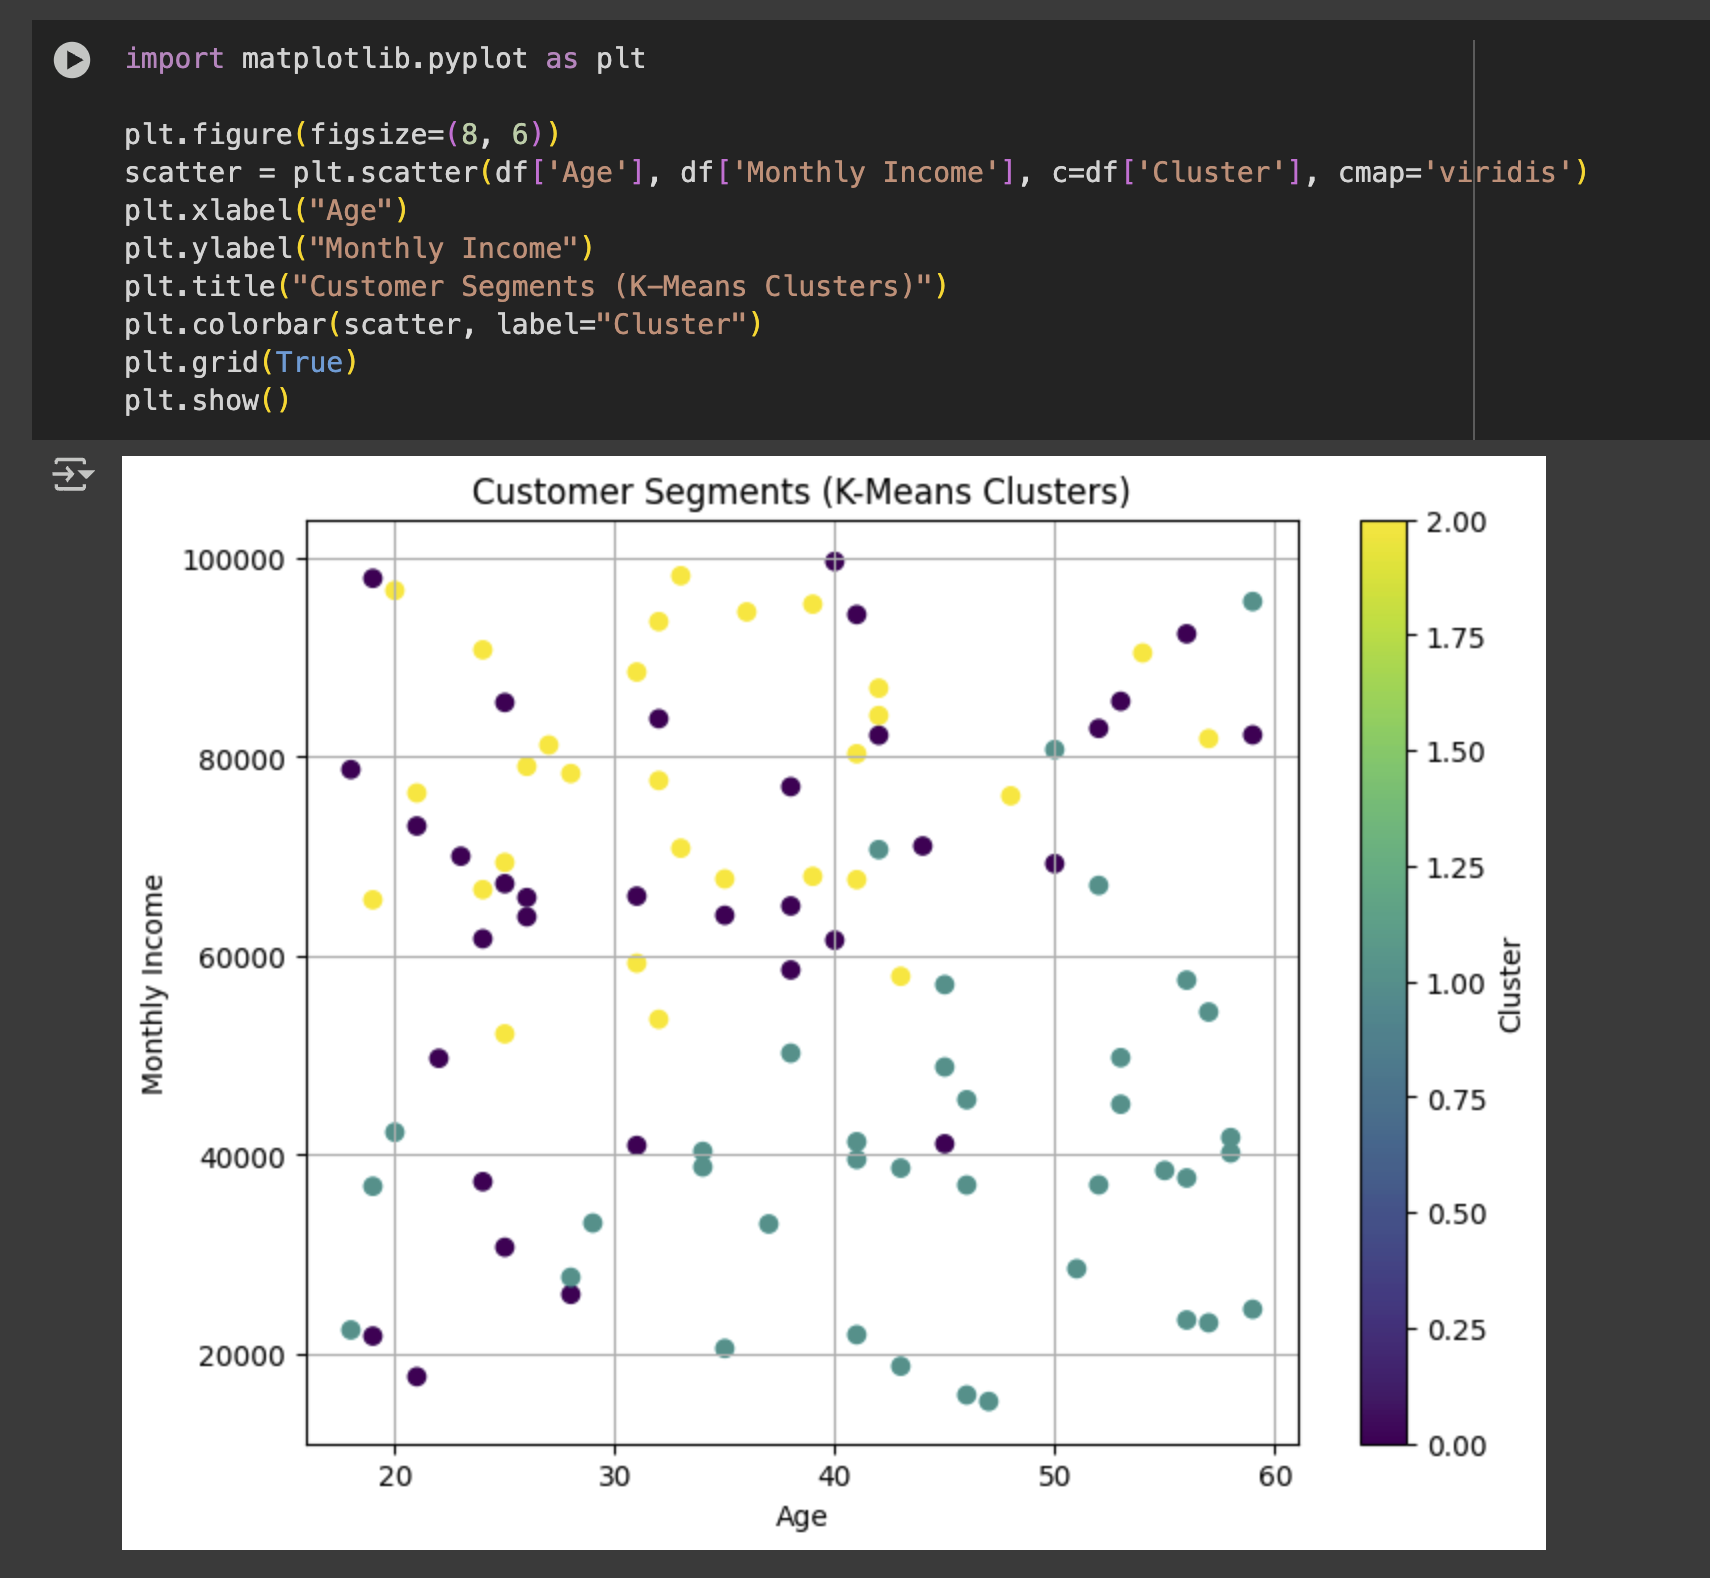 import matplotlib.pyplot as plt
plt.figure(figsize=(8, 6))
scatter = plt.scatter(df['Age'], df['Monthly Income'], c=df['Cluster'], cmap='viridis')
plt.xlabel("Age")
plt.ylabel("Monthly Income")
plt.title("Customer Segments (K-Means Clusters)")
plt.colorbar(scatter, label="Cluster")
plt.grid(True)
plt.show()
Customer Segments (K-Means Clusters)
100000
80000
60000
40000
20000
Monthly Income
20 30 40 50 60
Age
2.00
1.75
1.50
1.25
1.00
0.75
0.50
0.25
0.00
Cluster